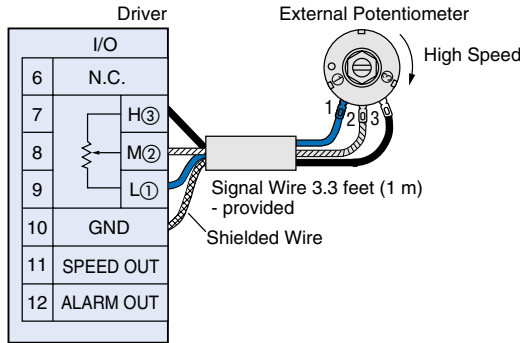 Driver
External Potentiometer
High Speed
I/O
6 N.C.
7 H③
8 M②
9 L①
10 GND
11 SPEED OUT
12 ALARM OUT
1 2 3
Signal Wire 3.3 feet (1 m)
- provided
Shielded Wire